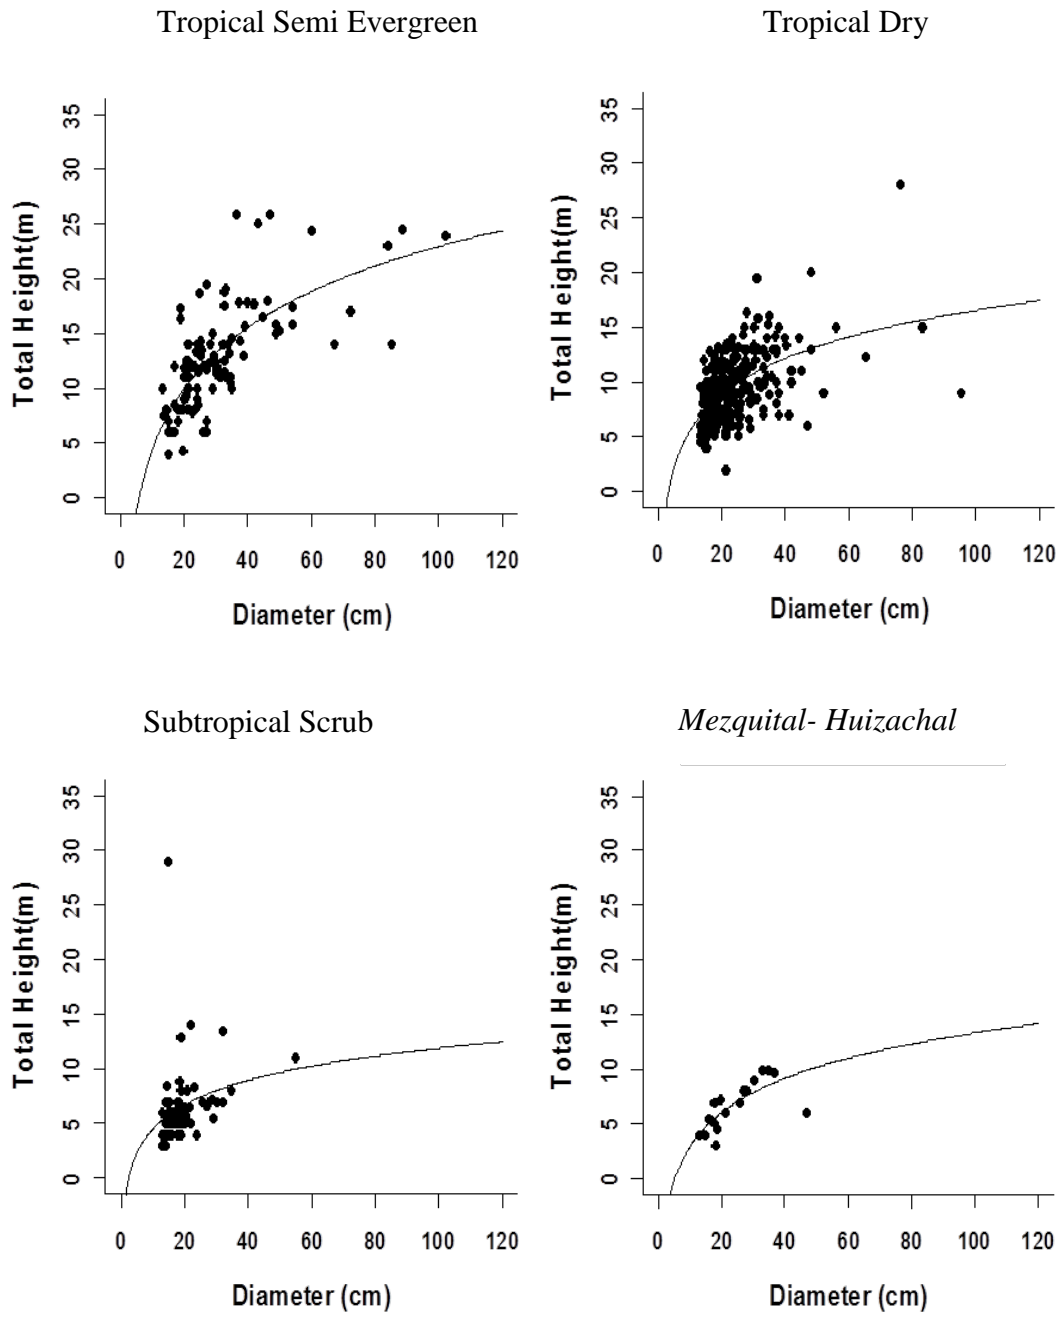 Tropical Semi Evergreen
Tropical Dry
35
30
25
20
15
10
5
0
Total Height(m)
0 20 40 60 80 100 120
Diameter (cm)
35
30
25
20
15
10
5
0
Total Height(m)
0 20 40 60 80 100 120
Diameter (cm)
Subtropical Scrub
Mezquital- Huizachal
35
30
25
20
15
10
5
0
Total Height(m)
0 20 40 60 80 100 120
Diameter (cm)
35
30
25
20
15
10
5
0
Total Height(m)
0 20 40 60 80 100 120
Diameter (cm)